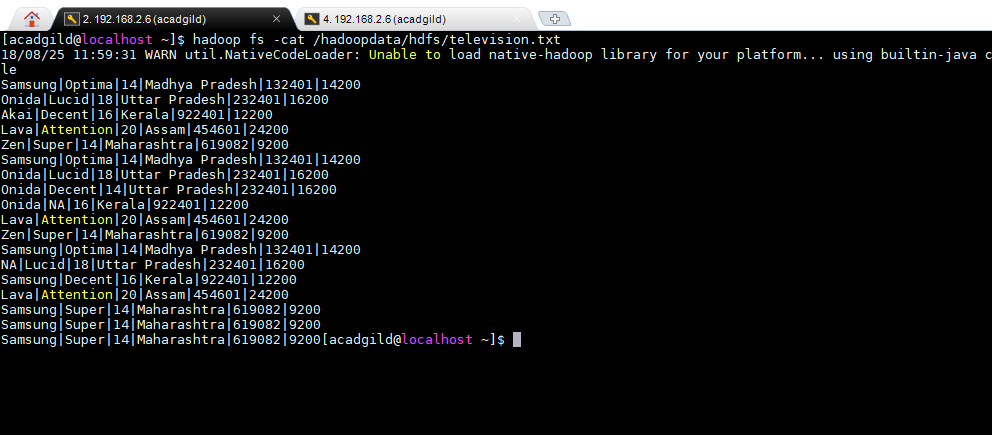 2. 192.168.2.6 (acadgild)
4. 192.168.2.6 (acadgild)
[acadgild@localhost ~]$ hadoop fs -cat /hadoopdata/hdfs/television.txt
18/08/25 11:59:31 WARN util.NativeCodeLoader: Unable to load native-hadoop library for your platform... using builtin-java c
le
Samsung|Optima|14|Madhya Pradesh|132401|14200
Onida|Lucid|18|Uttar Pradesh|232401|16200
Akai|Decent|16|Kerala|922401|12200
Lava|Attention|20|Assam|454601|24200
Zen|Super|14|Maharashtra|619082|9200
Samsung|Optima|14|Madhya Pradesh|132401|14200
Onida|Lucid|18|Uttar Pradesh|232401|16200
Onida|Decent|14|Uttar Pradesh|232401|16200
Onida|NA|16|Kerala|922401|12200
Lava|Attention|20|Assam|454601|24200
Zen|Super|14|Maharashtra|619082|9200
Samsung|Optima|14|Madhya Pradesh|132401|14200
NA|Lucid|18|Uttar Pradesh|232401|16200
Samsung|Decent|16|Kerala|922401|12200
Lava|Attention|20|Assam|454601|24200
Samsung|Super|14|Maharashtra|619082|9200
Samsung|Super|14|Maharashtra|619082|9200
Samsung|Super|14|Maharashtra|619082|9200[acadgild@localhost ~]$